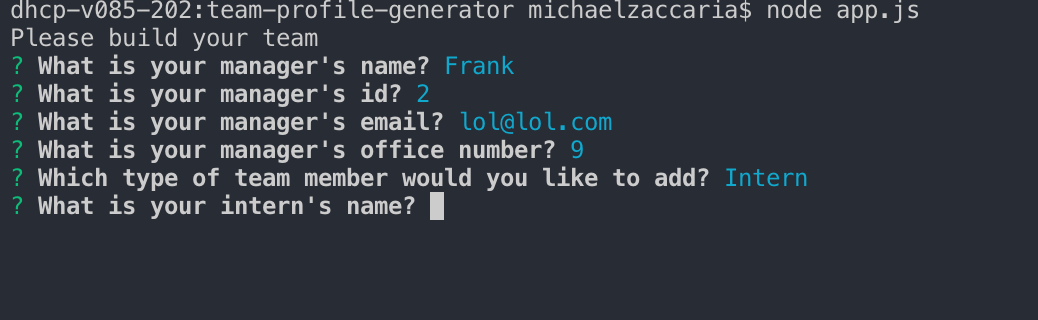 dhcp-v085-202:team-profile-generator michaelzaccaria$ node app.js
Please build your team
? What is your manager's name? Frank
? What is your manager's id? 2
? What is your manager's email? lol@lol.com
? What is your manager's office number? 9
? Which type of team member would you like to add? Intern
? What is your intern's name?